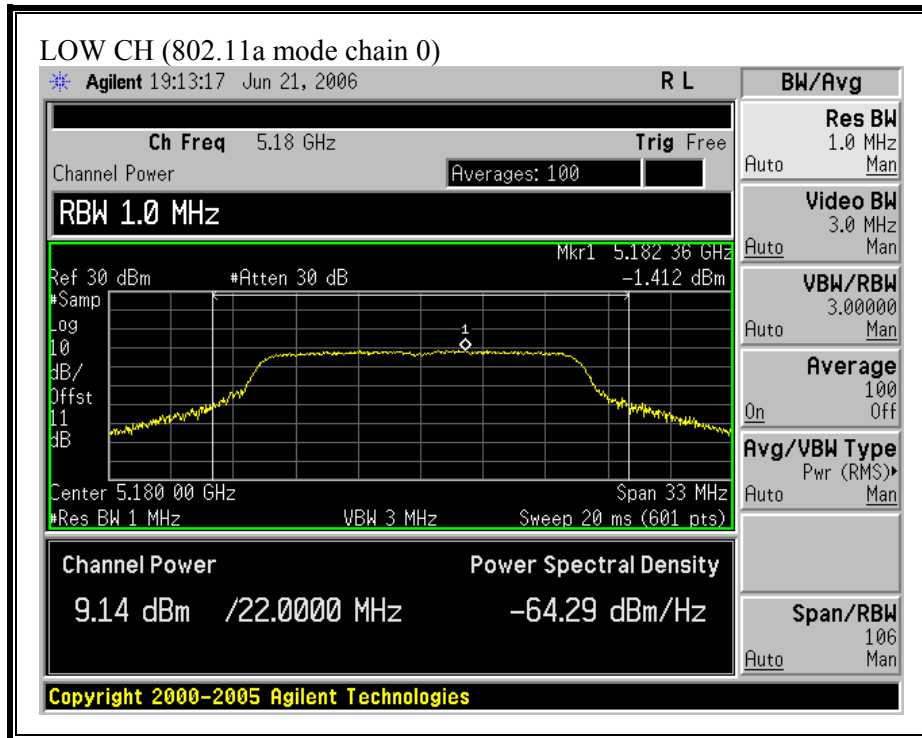 LOW CH (802.11a mode chain 0)
Agilent 19:13:17 Jun 21, 2006 R L
Ch Freq 5.18 GHz Trig Free
Channel Power Averages: 100
RBW 1.0 MHz
Mkr1 5.182 36 GHz
Ref 30 dBm #Atten 30 dB -1.412 dBm
#Samp
Log
10
dB/
Offst
11
dB
1
Center 5.180 00 GHz Span 33 MHz
#Res BW 1 MHz VBW 3 MHz Sweep 20 ms (601 pts)
Channel Power Power Spectral Density
9.14 dBm /22.0000 MHz -64.29 dBm/Hz
Copyright 2000-2005 Agilent Technologies
BW/Avg
Res BW
1.0 MHz
Auto Man
Video BW
3.0 MHz
Auto Man
VBW/RBW
3.00000
Auto Man
Average
100
On Off
Avg/VBW Type
Pwr (RMS)
Auto Man
Span/RBW
106
Auto Man